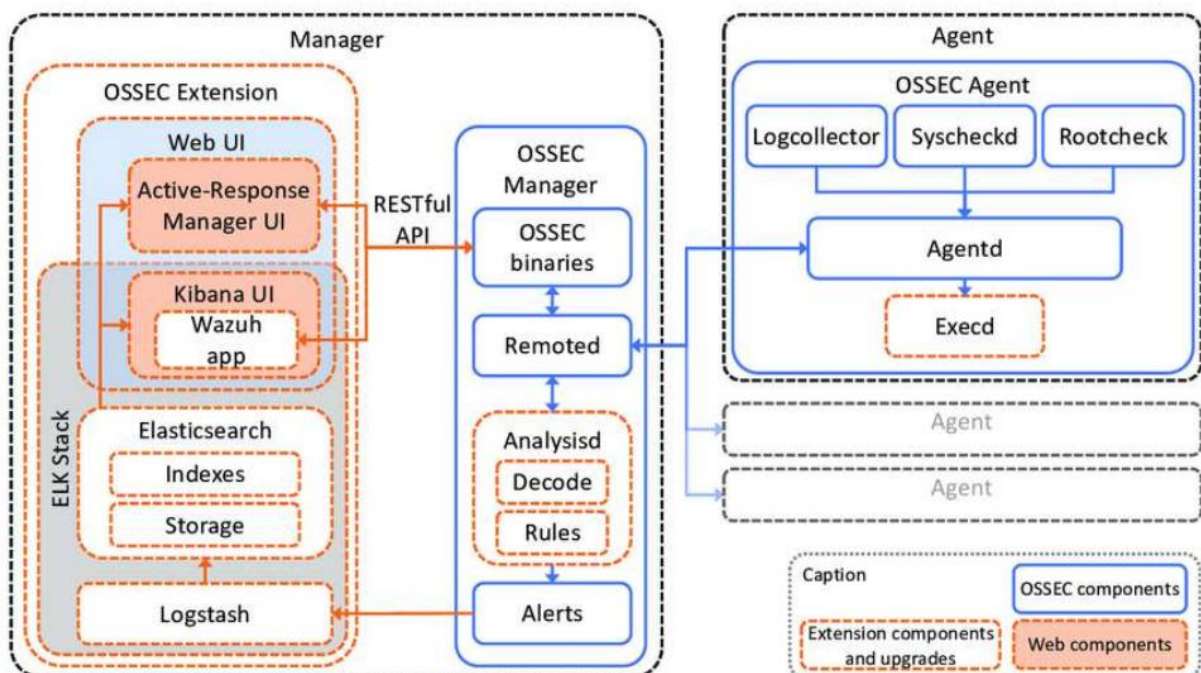 Manager
OSSEC Extension
Web UI
Active-Response
Manager UI
Kibana UI
Wazuh
app
ELK Stack
Elasticsearch
Indexes
Storage
Logstash
RESTful
API
OSSEC
Manager
OSSEC
binaries
Remoted
Analysisd
Decode
Rules
Alerts
Agent
OSSEC Agent
Logcollector
Syscheckd
Rootcheck
Agentd
Execd
Agent
Agent
Caption
OSSEC components
Extension components
and upgrades
Web components